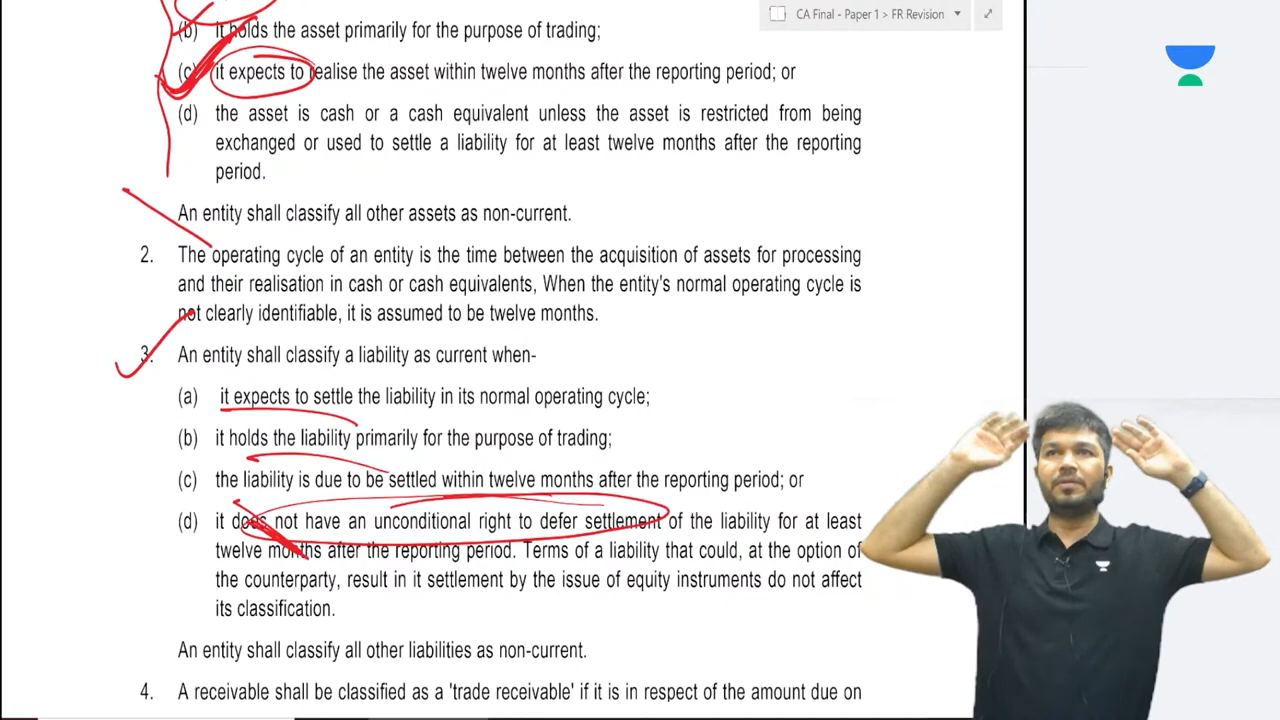 CA Final - Paper 1 > FR Revision
(b) it holds the asset primarily for the purpose of trading;
(c) it expects to realise the asset within twelve months after the reporting period; or
(d) the asset is cash or a cash equivalent unless the asset is restricted from being
exchanged or used to settle a liability for at least twelve months after the reporting
period.
An entity shall classify all other assets as non-current.
2. The operating cycle of an entity is the time between the acquisition of assets for processing
and their realisation in cash or cash equivalents, When the entity's normal operating cycle is
not clearly identifiable, it is assumed to be twelve months.
3. An entity shall classify a liability as current when-
(a) it expects to settle the liability in its normal operating cycle;
(b) it holds the liability primarily for the purpose of trading;
(c) the liability is due to be settled within twelve months after the reporting period; or
(d) it does not have an unconditional right to defer settlement of the liability for at least
twelve months after the reporting period. Terms of a liability that could, at the option of
the counterparty, result in it settlement by the issue of equity instruments do not affect
its classification.
An entity shall classify all other liabilities as non-current.
4. A receivable shall be classified as a 'trade receivable' if it is in respect of the amount due on